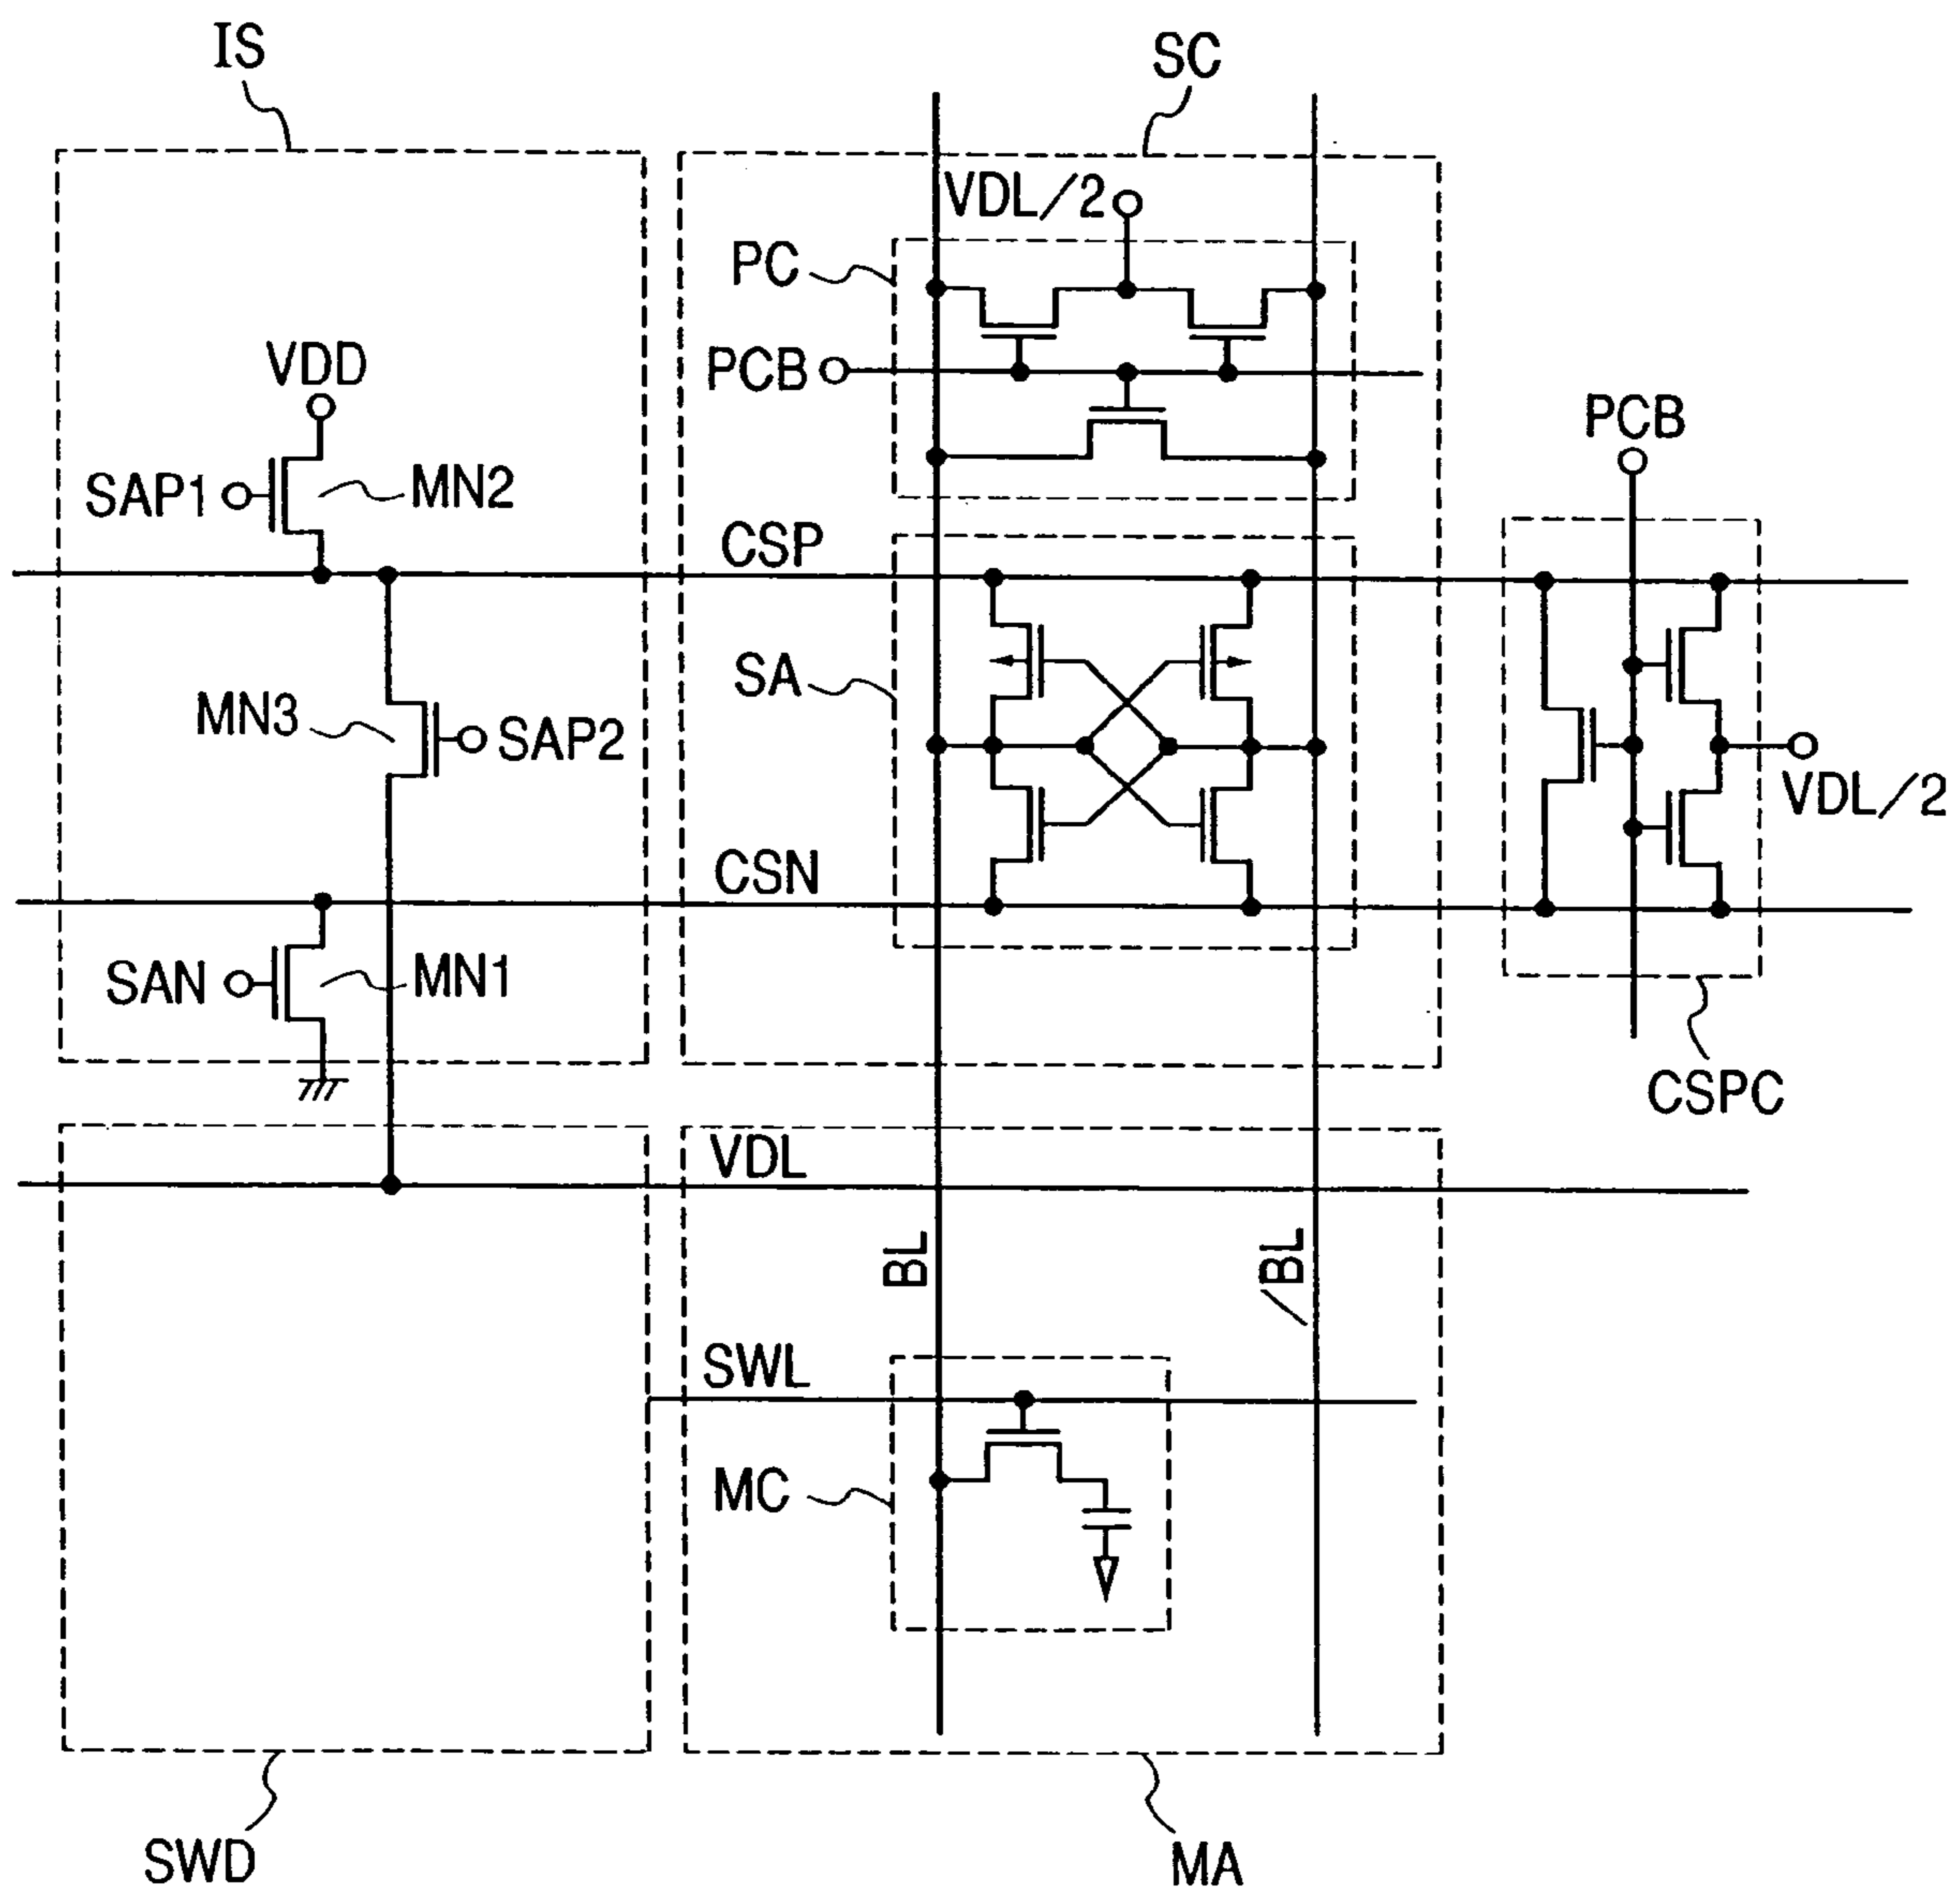 IS
SC
VDL/2
PC
VDD
PCB
PCB
SAP1
MN2
CSP
SA
MN3
SAP2
VDL/2
CSN
SAN
MN1
CSPC
VDL
BL
/BL
SWL
MC
SWD
MA